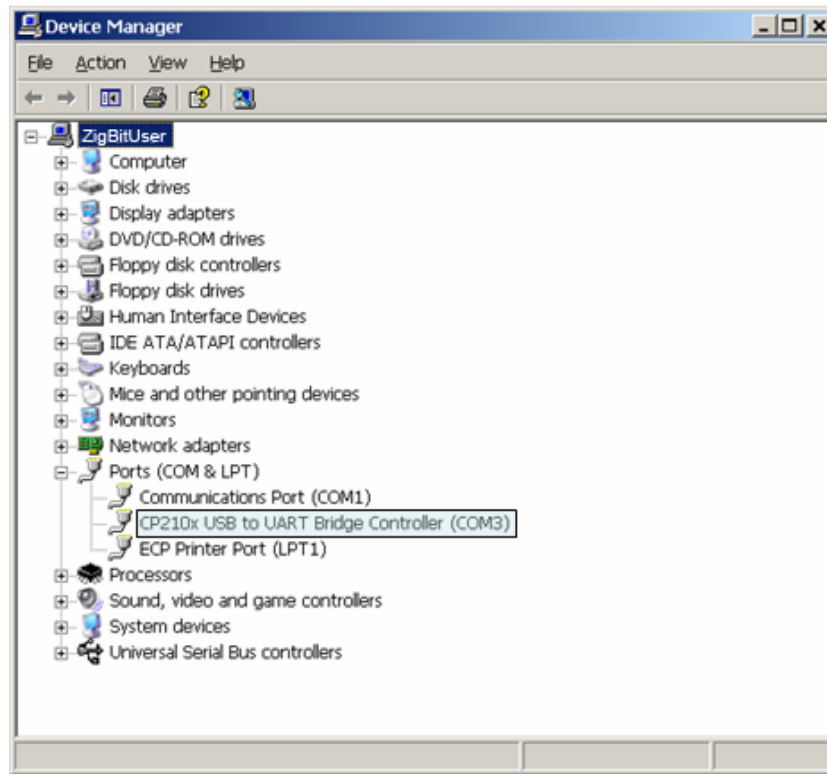 Device Manager
File Action View Help
ZigBitUser
Computer
Disk drives
Display adapters
DVD/CD-ROM drives
Floppy disk controllers
Floppy disk drives
Human Interface Devices
IDE ATA/ATAPI controllers
Keyboards
Mice and other pointing devices
Monitors
Network adapters
Ports (COM & LPT)
Communications Port (COM1)
CP210x USB to UART Bridge Controller (COM3)
ECP Printer Port (LPT1)
Processors
Sound, video and game controllers
System devices
Universal Serial Bus controllers